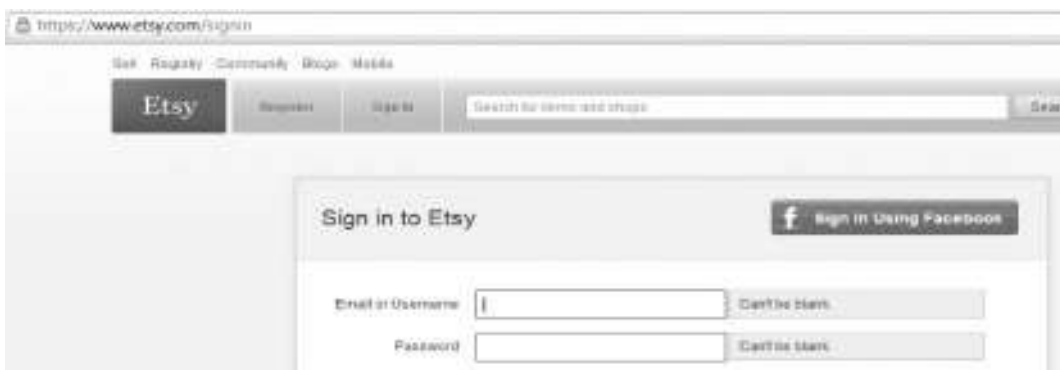 https://www.etsy.com/signin
Sell Registry Community Blogs Mobile
Etsy Register Sign In Search for items and shops Sear
Sign in to Etsy
f Sign In Using Facebook
Email or Username Can't be blank.
Password Can't be blank.